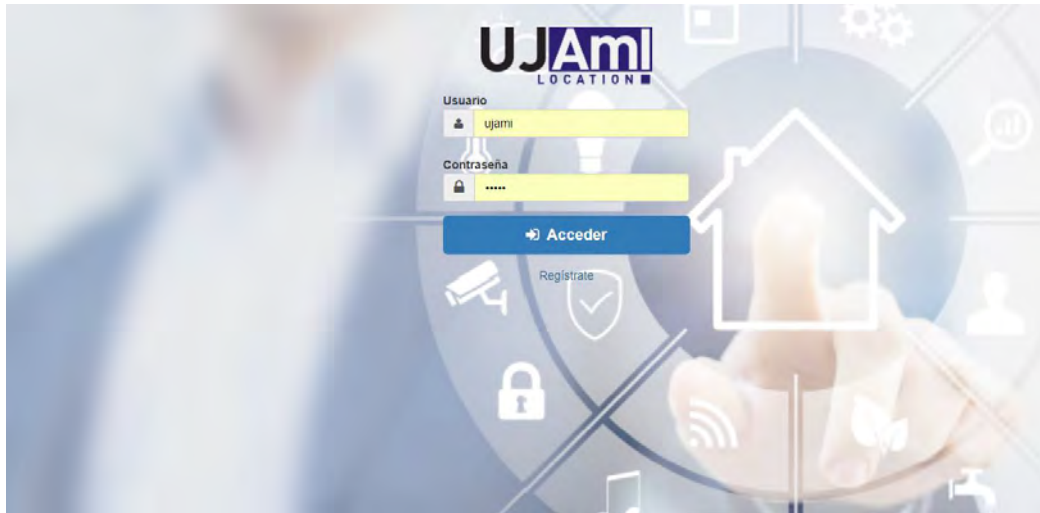 UJAmI
LOCATION
Usuario
ujami
Contraseña
•••••
Acceder
Regístrate